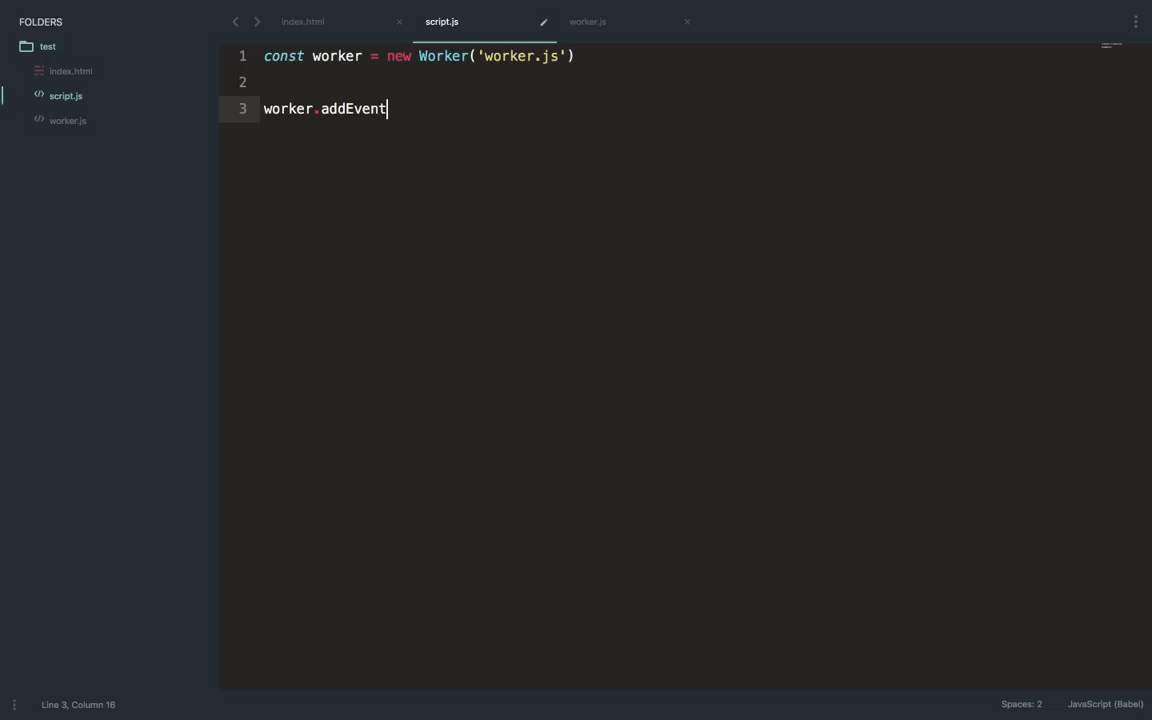 FOLDERS
test
index.html
script.js
worker.js
index.html
script.js
worker.js
1 const worker = new Worker('worker.js')
2
3 worker.addEvent
Line 3, Column 16
Spaces: 2
JavaScript (Babel)